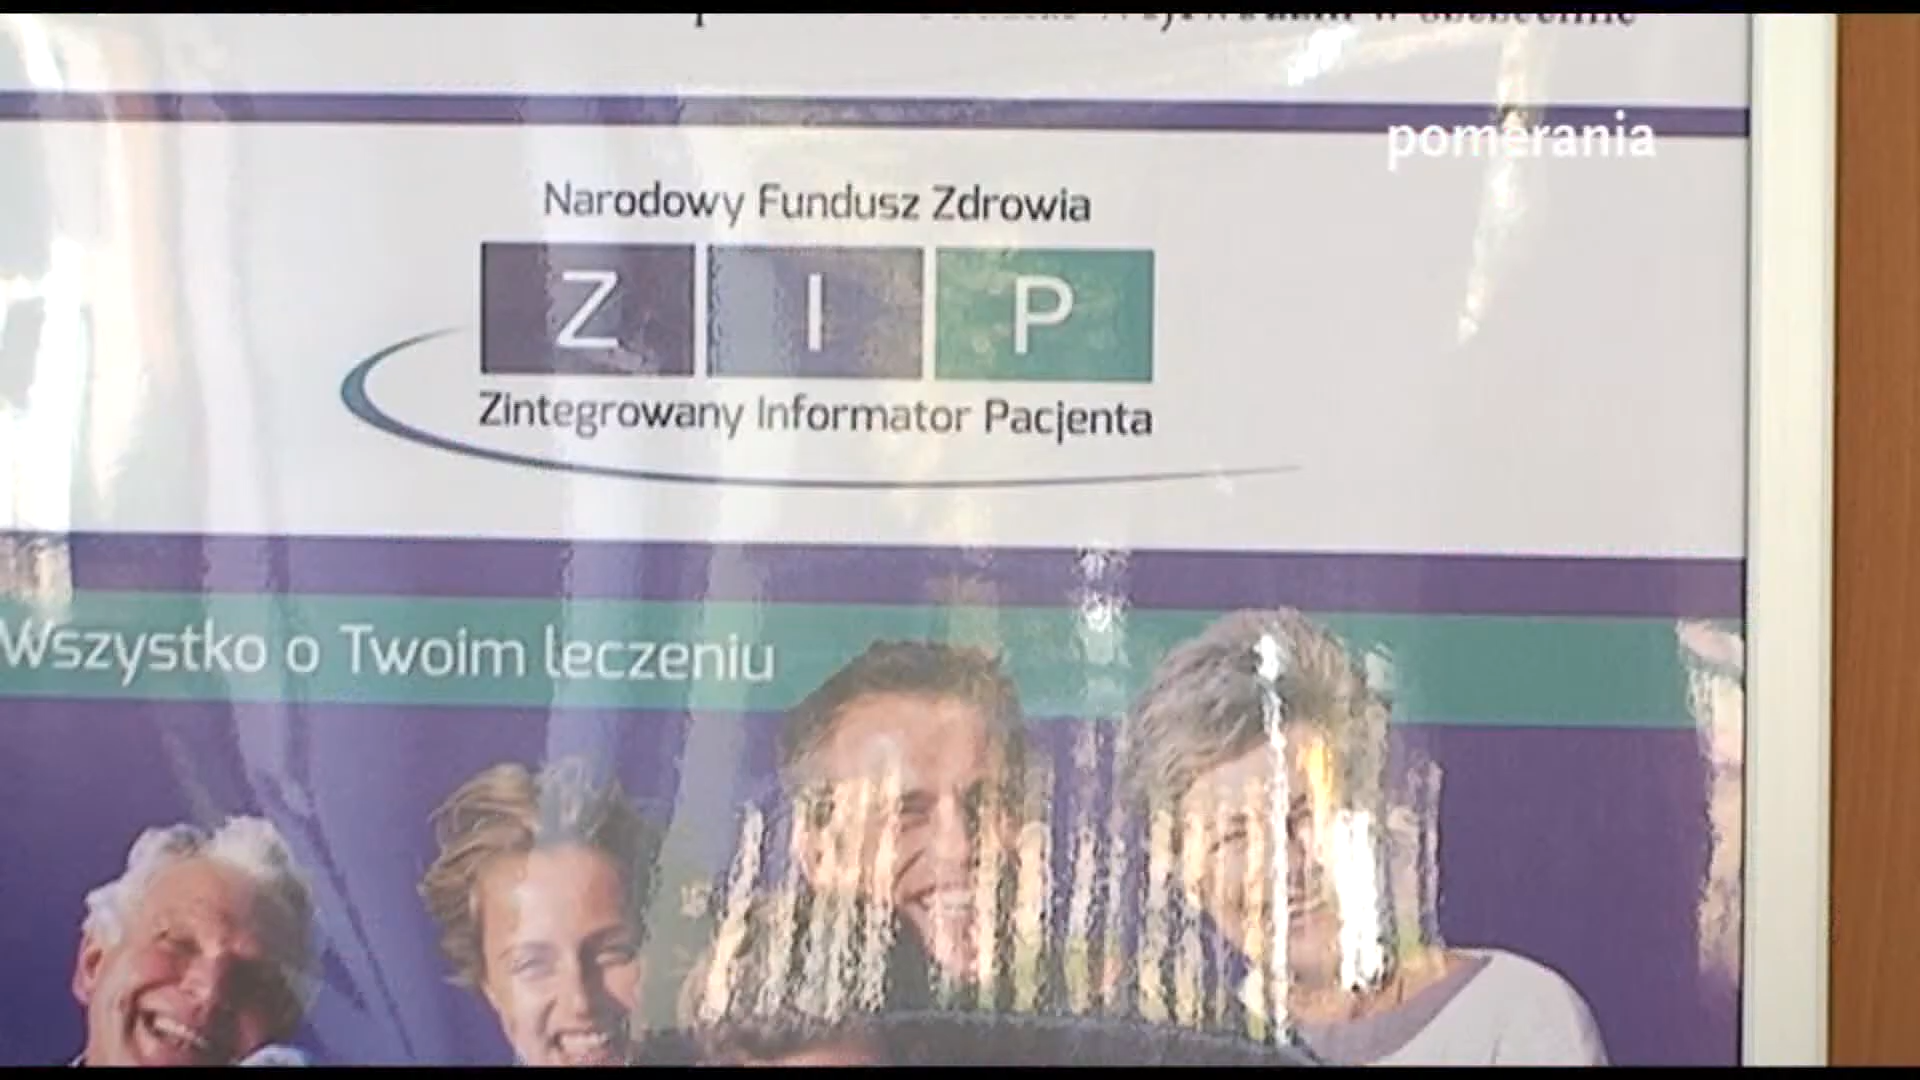 pomerania
Narodowy Fundusz Zdrowia
Z I P
Zintegrowany Informator Pacjenta
Wszystko o Twoim leczeniu